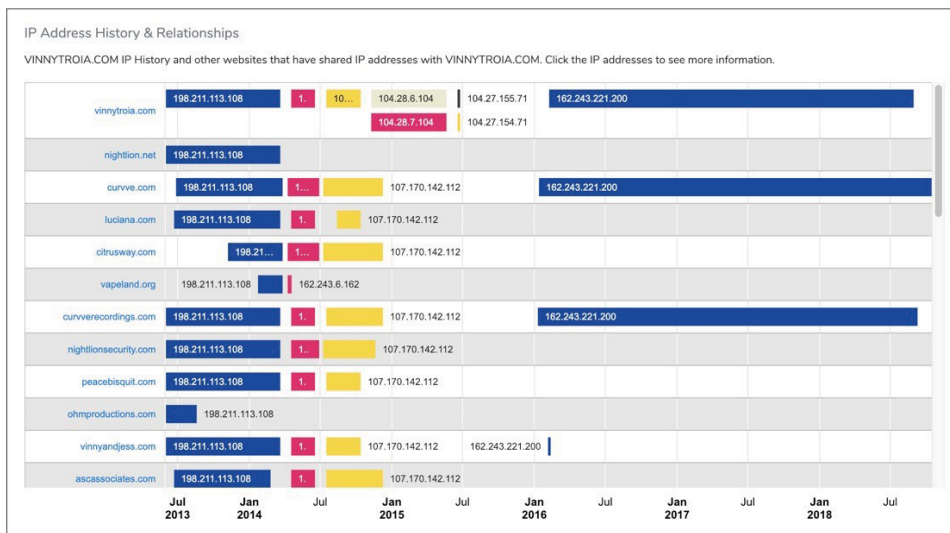 IP Address History & Relationships
VINNYTROIA.COM IP History and other websites that have shared IP addresses with VINNYTROIA.COM. Click the IP addresses to see more information.
vinnytroia.com 198.211.113.108 1. 10... 104.28.6.104 104.27.155.71 162.243.221.200
104.28.7.104 104.27.154.71
nightlion.net 198.211.113.108
curvve.com 198.211.113.108 1... 107.170.142.112 162.243.221.200
luciana.com 198.211.113.108 1. 107.170.142.112
citrusway.com 198.21... 1... 107.170.142.112
vapeland.org 198.211.113.108 162.243.6.162
curvverecordings.com 198.211.113.108 1. 107.170.142.112 162.243.221.200
nightlionsecurity.com 198.211.113.108 1.. 107.170.142.112
peacebisquit.com 198.211.113.108 1. 107.170.142.112
ohmproductions.com 198.211.113.108
vinnyandjess.com 198.211.113.108 1. 107.170.142.112 162.243.221.200
ascassociates.com 198.211.113.108 1. 107.170.142.112
Jul Jan Jul Jan Jul Jan Jul Jan Jul Jan Jul
2013 2014 2015 2016 2017 2018